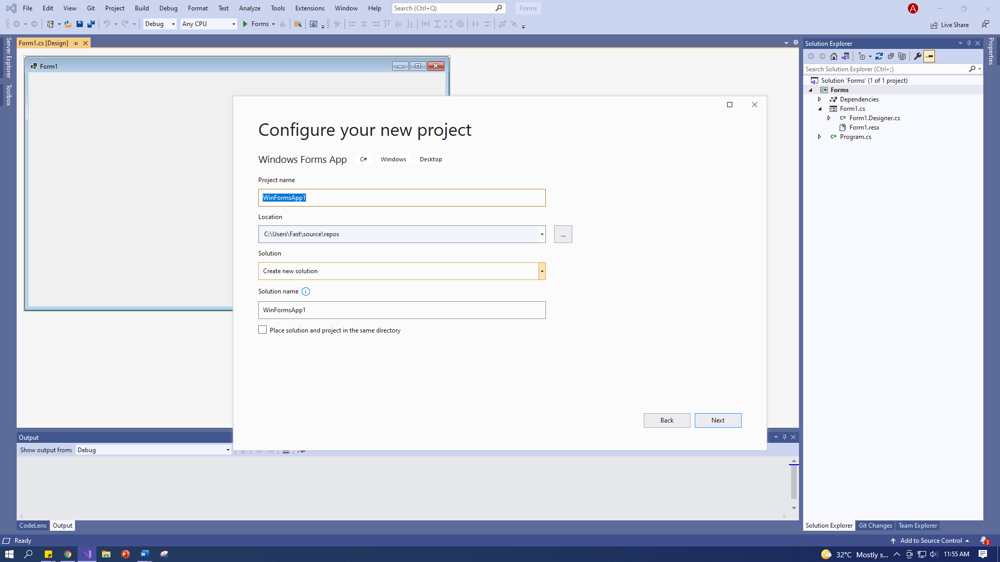 File Edit View Git Project Build Debug Format Test Analyze Tools Extensions Window Help Search (Ctrl+Q) Forms A
Debug Any CPU Forms Live Share
Form1.cs [Design]
Server Explorer
Toolbox
Form1
Configure your new project
Windows Forms App C# Windows Desktop
Project name
WinFormsApp1
Location
C:\Users\Fast\source\repos
...
Solution
Create new solution
Solution name
WinFormsApp1
Place solution and project in the same directory
Back Next
Solution Explorer
Search Solution Explorer (Ctrl+;)
Solution 'Forms' (1 of 1 project)
C# Forms
Dependencies
Form1.cs
C# Form1.Designer.cs
Form1.resx
C# Program.cs
Properties
Output
Show output from: Debug
CodeLens Output
Solution Explorer Git Changes Team Explorer
Ready Add to Source Control 3
32°C Mostly s... 11:55 AM